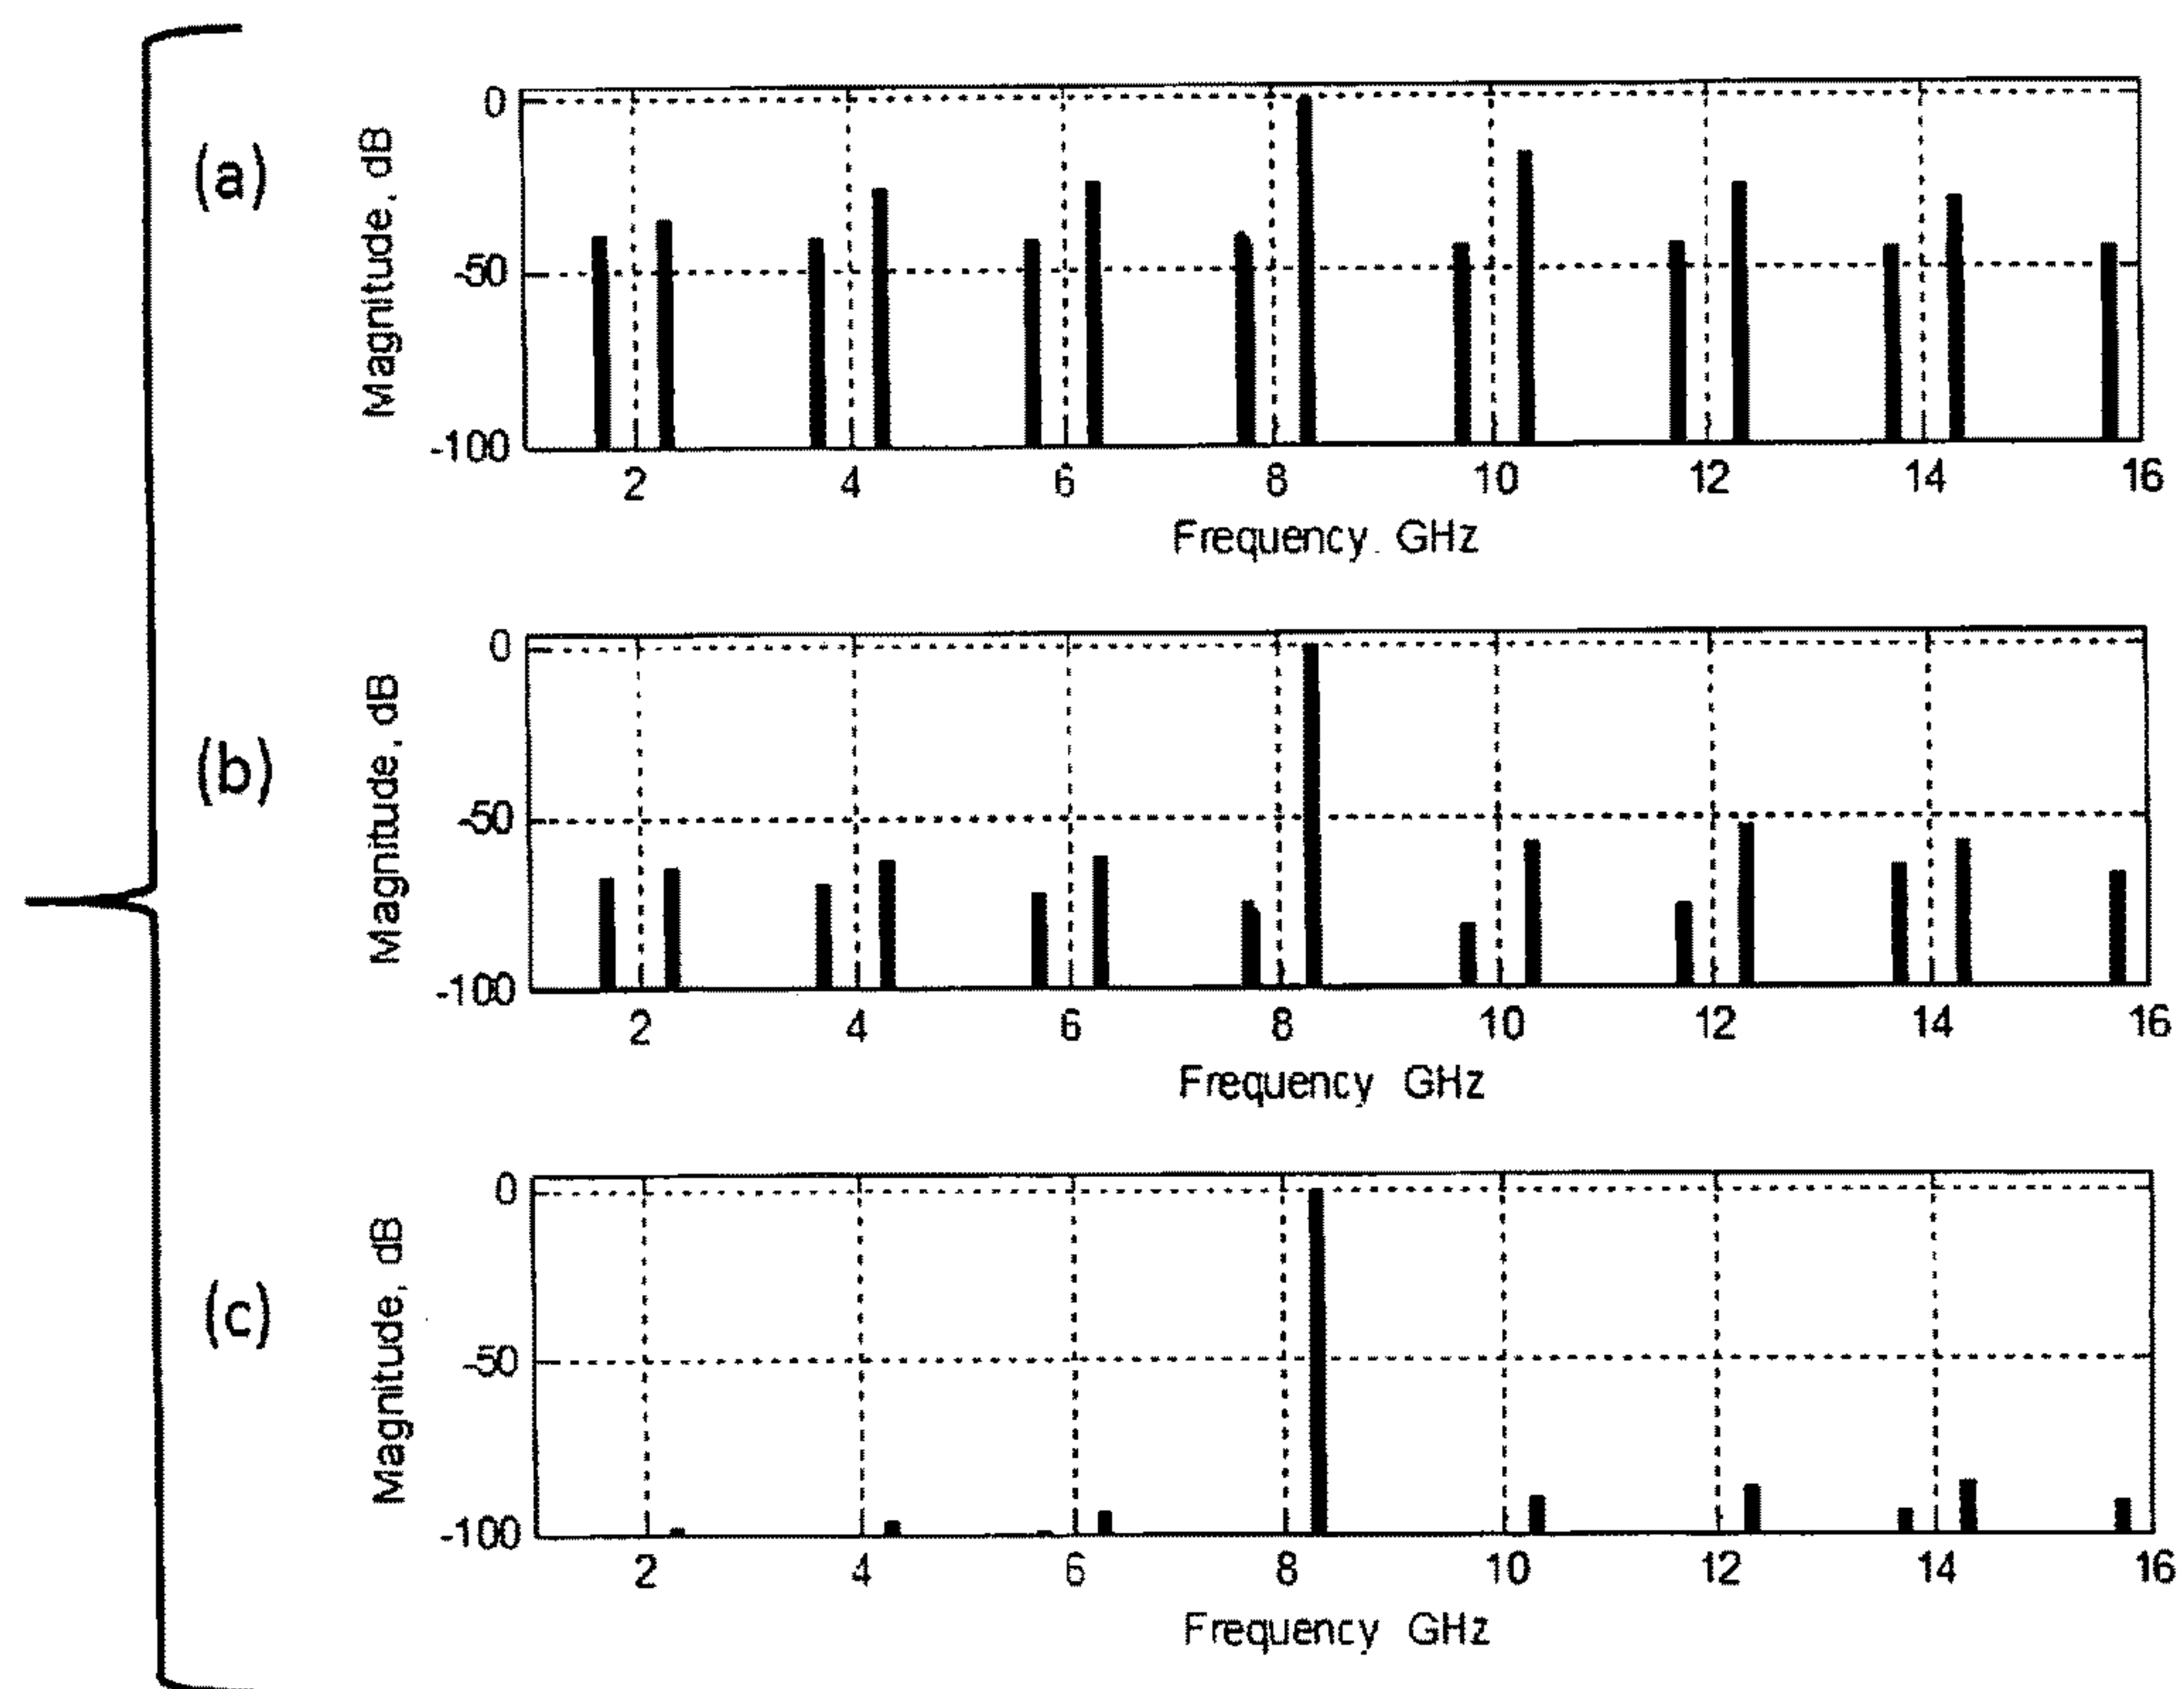 (a)
Magnitude, dB
0
-50
-100
2 4 6 8 10 12 14 16
Frequency. GHz
(b)
Magnitude, dB
0
-50
-100
2 4 6 8 10 12 14 16
Frequency GHz
(c)
Magnitude, dB
0
-50
-100
2 4 6 8 10 12 14 16
Frequency GHz